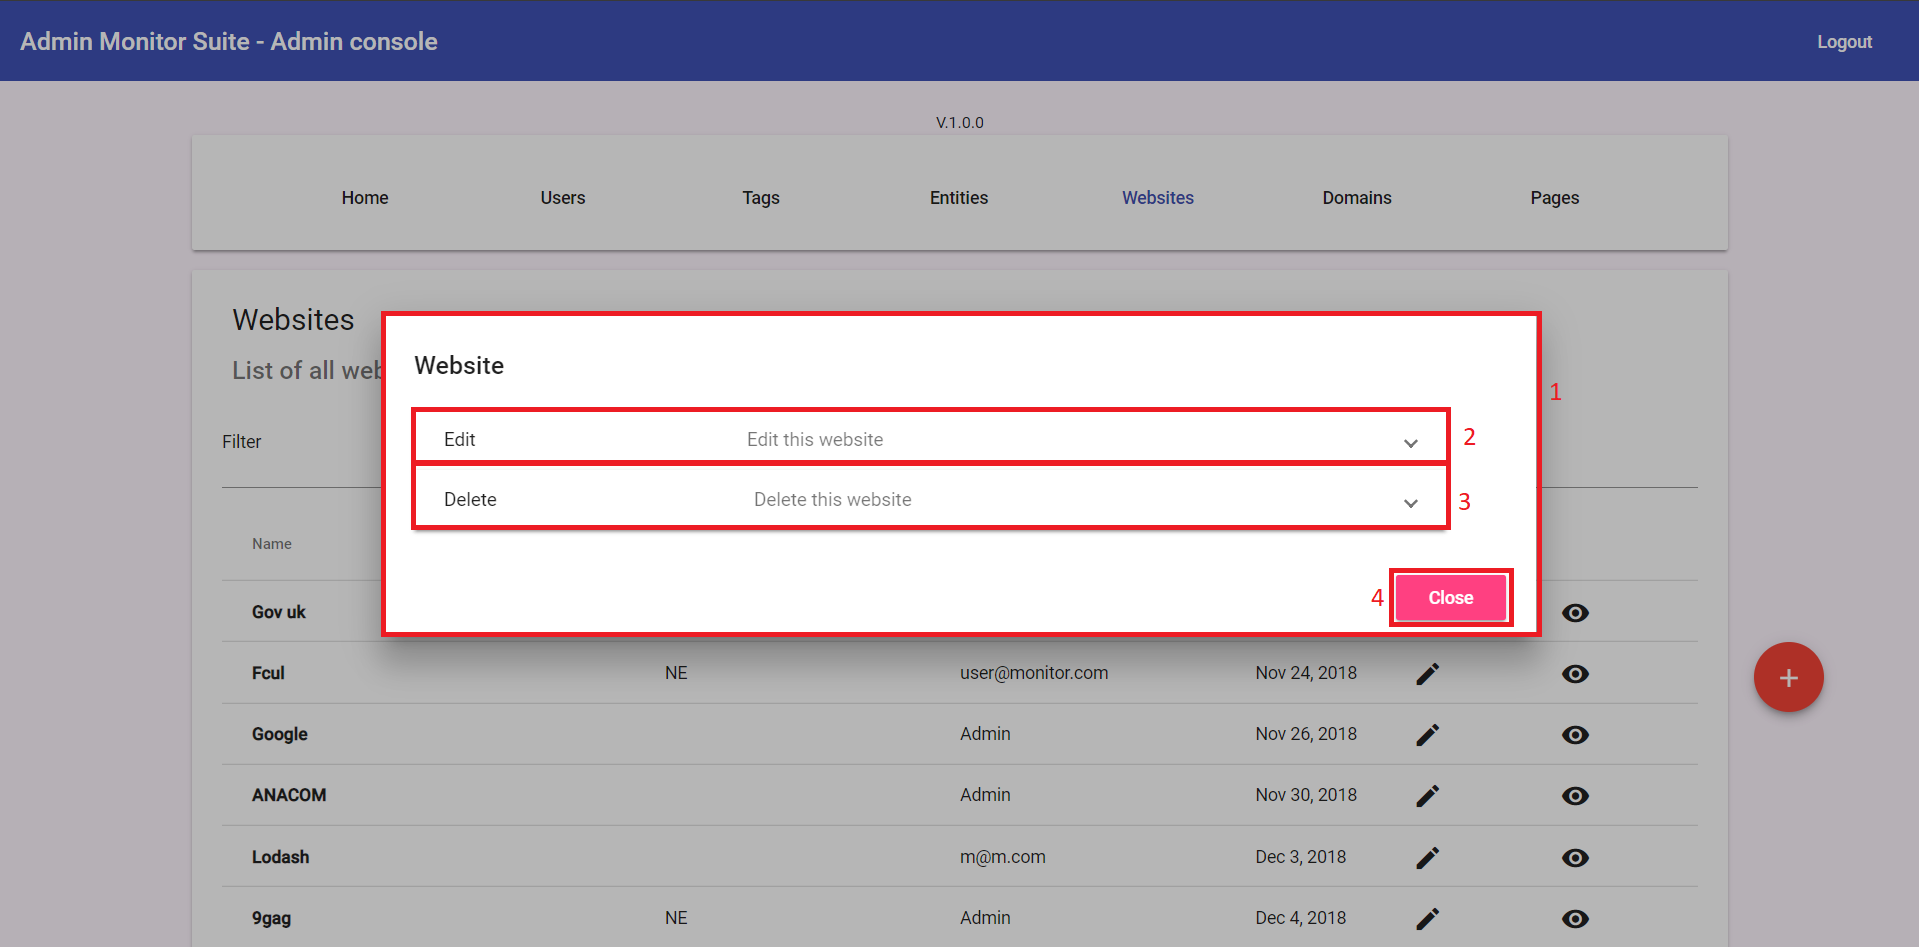 Admin Monitor Suite - Admin console
Logout
V.1.0.0
Home Users Tags Entities Websites Domains Pages
Websites
List of all web
Website
1
Edit Edit this website
2
Filter
Delete Delete this website
3
Name
4
Close
Gov uk
Fcul NE user@monitor.com Nov 24, 2018
+
Google Admin Nov 26, 2018
ANACOM Admin Nov 30, 2018
Lodash m@m.com Dec 3, 2018
9gag NE Admin Dec 4, 2018